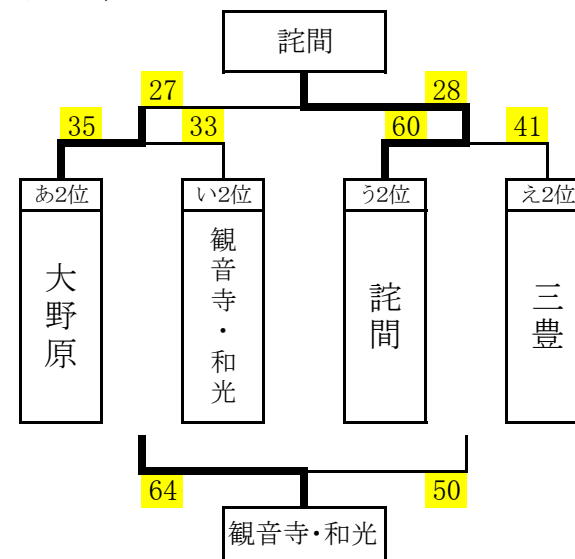 詫間
27 28
35 33 60 41
あ2位 い2位 う2位 え2位
大野原
観音寺・和光
詫間
三豊
64 50
観音寺・和光